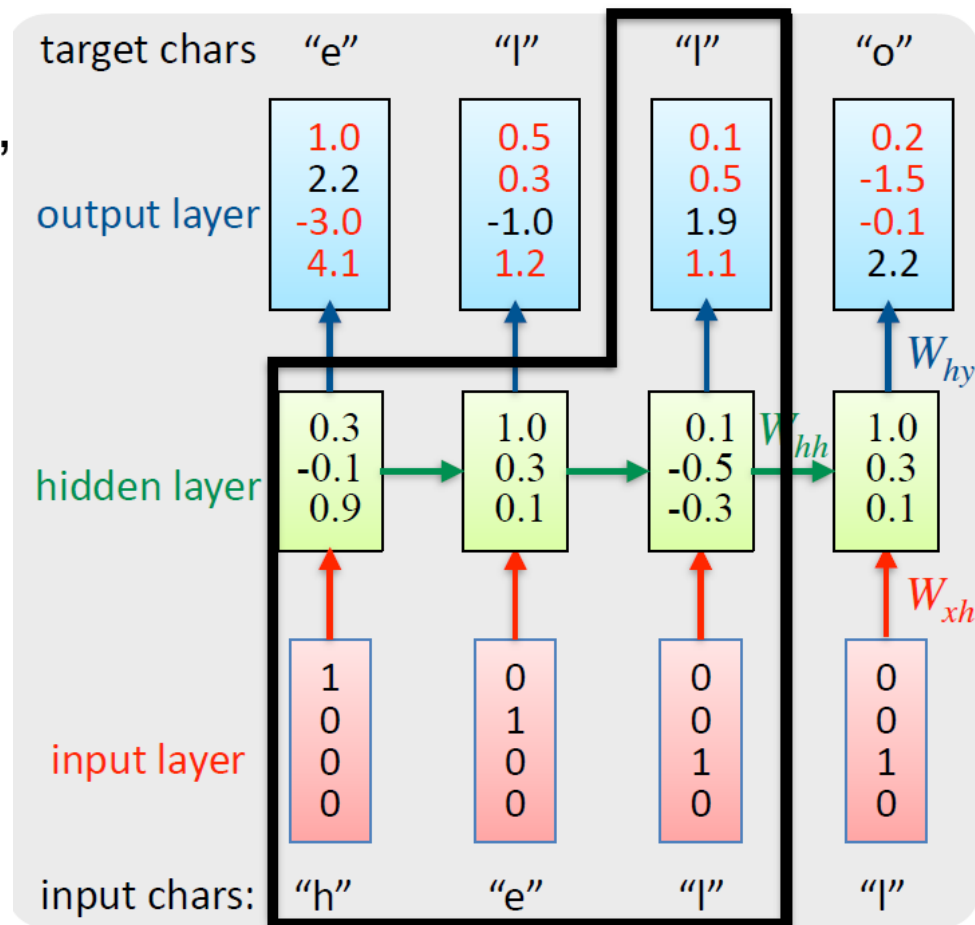 target chars “e” “l” “l” “o”
,
1.0 0.5 0.1 0.2
2.2 0.3 0.5 -1.5
output layer -3.0 -1.0 1.9 -0.1
4.1 1.2 1.1 2.2
W_hy
0.3 1.0 0.1 W_hh 1.0
hidden layer -0.1 0.3 -0.5 0.3
0.9 0.1 -0.3 0.1
W_xh
1 0 0 0
0 1 0 0
input layer 0 0 1 1
0 0 0 0
input chars: “h” “e” “l” “l”